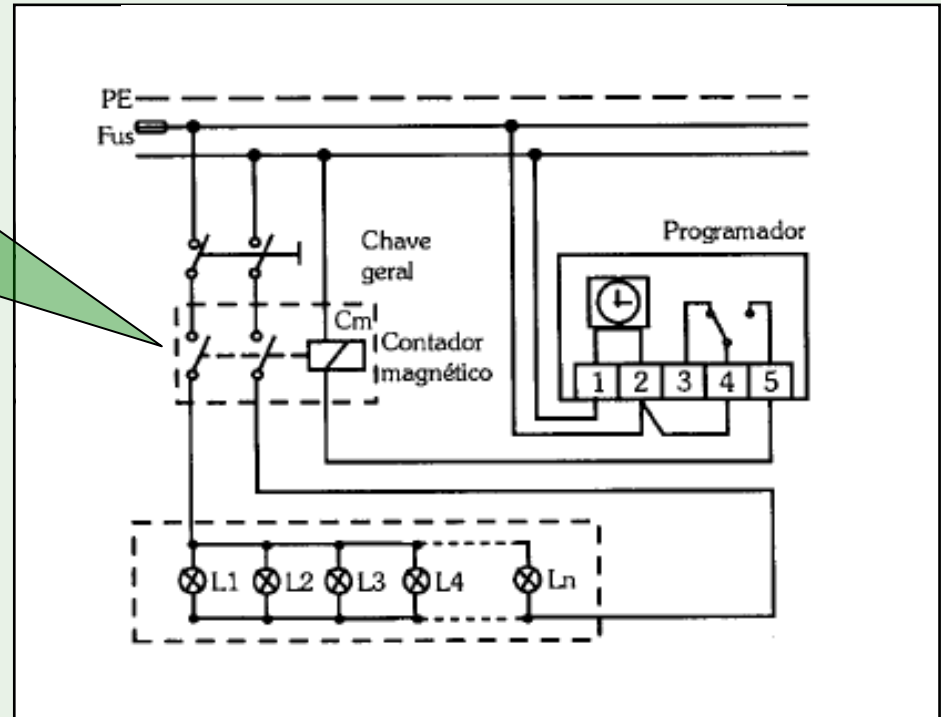 PE
Fus
Programador
Chave
geral
Cm
Contador
magnético
1 2 3 4 5
L1 L2 L3 L4 Ln